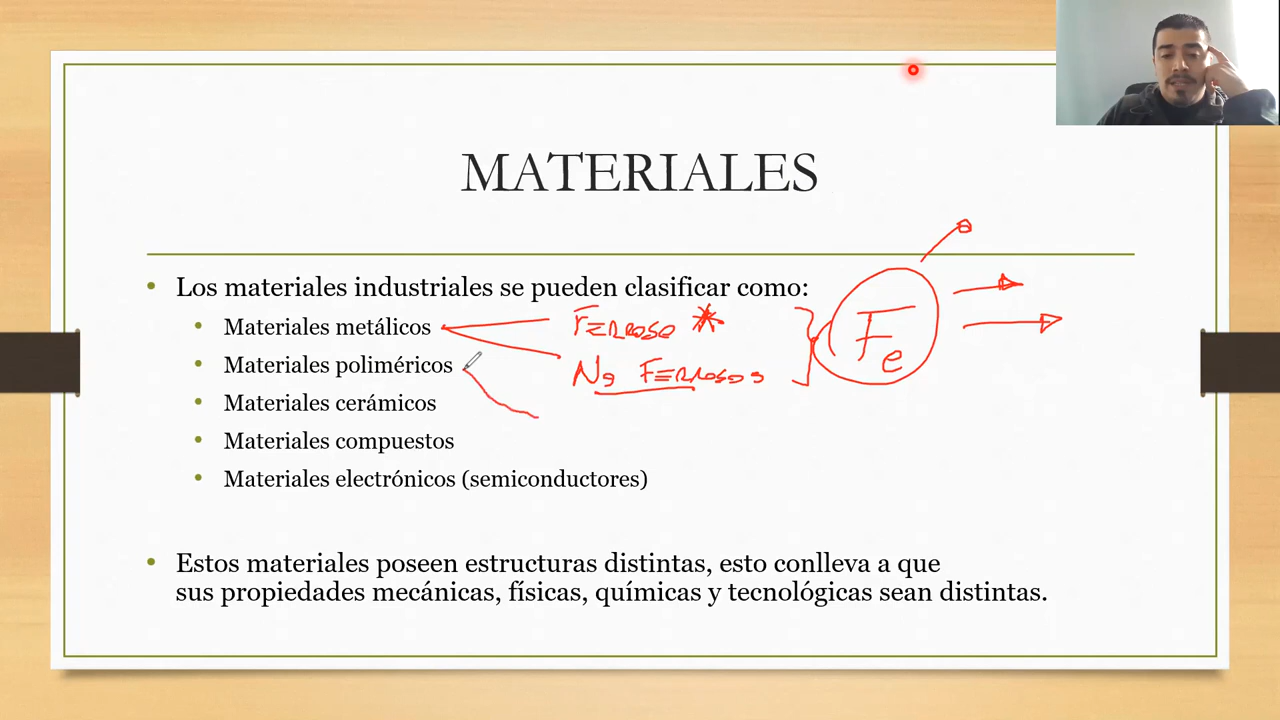 MATERIALES
• Los materiales industriales se pueden clasificar como:
• Materiales metálicos
FERROSO *
• Materiales poliméricos
No FERROSOS
Fe
• Materiales cerámicos
• Materiales compuestos
• Materiales electrónicos (semiconductores)
• Estos materiales poseen estructuras distintas, esto conlleva a que
sus propiedades mecánicas, físicas, químicas y tecnológicas sean distintas.